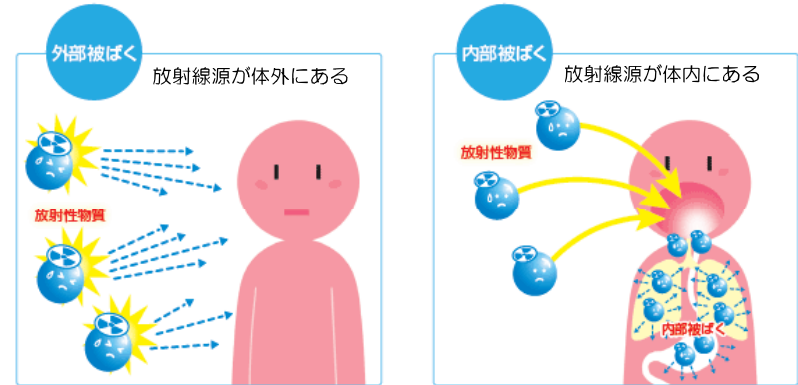 外部被ばく
放射線源が体外にある
放射性物質
内部被ばく
放射線源が体内にある
放射性物質
内部被ばく